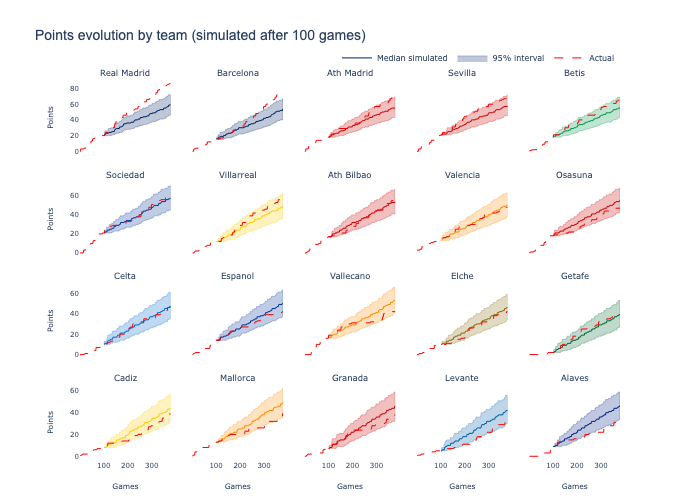 Points evolution by team (simulated after 100 games)
Median simulated 95% interval Actual
Real Madrid Barcelona Ath Madrid Sevilla Betis
80
60
40
20
0
Points
Sociedad Villarreal Ath Bilbao Valencia Osasuna
60
40
20
0
Points
Celta Espanol Vallecano Elche Getafe
60
40
20
0
Points
Cadiz Mallorca Granada Levante Alaves
60
40
20
0
Points
100 200 300 100 200 300 100 200 300 100 200 300 100 200 300
Games Games Games Games Games